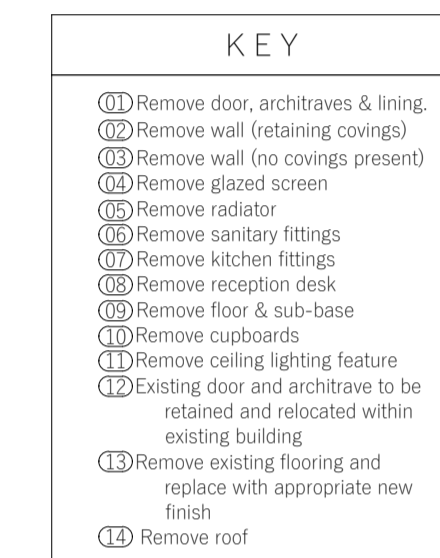 KEY
01 Remove door, architraves & lining.
02 Remove wall (retaining covings)
03 Remove wall (no covings present)
04 Remove glazed screen
05 Remove radiator
06 Remove sanitary fittings
07 Remove kitchen fittings
08 Remove reception desk
09 Remove floor & sub-base
10 Remove cupboards
11 Remove ceiling lighting feature
12 Existing door and architrave to be
retained and relocated within
existing building
13 Remove existing flooring and
replace with appropriate new
finish
14 Remove roof